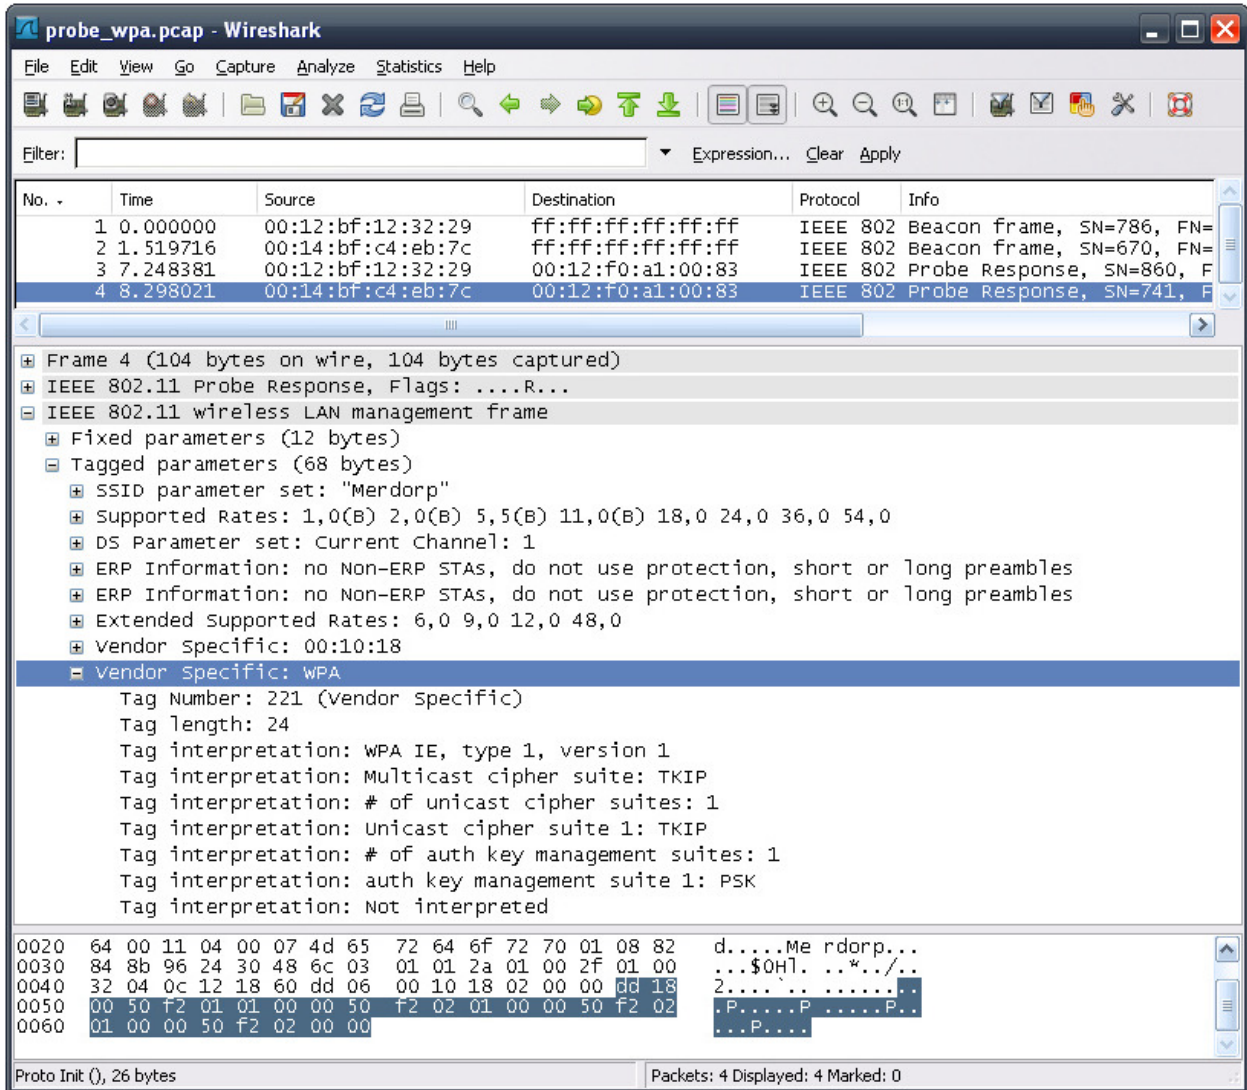 probe_wpa.pcap - Wireshark
File Edit View Go Capture Analyze Statistics Help
Filter: Expression... Clear Apply
No. Time Source Destination Protocol Info
1 0.000000 00:12:bf:12:32:29 ff:ff:ff:ff:ff:ff IEEE 802 Beacon frame, SN=786, FN=
2 1.519716 00:14:bf:c4:eb:7c ff:ff:ff:ff:ff:ff IEEE 802 Beacon frame, SN=670, FN=
3 7.248381 00:12:bf:12:32:29 00:12:f0:a1:00:83 IEEE 802 Probe Response, SN=860, F
4 8.298021 00:14:bf:c4:eb:7c 00:12:f0:a1:00:83 IEEE 802 Probe Response, SN=741, F
Frame 4 (104 bytes on wire, 104 bytes captured)
IEEE 802.11 Probe Response, Flags: ....R...
IEEE 802.11 wireless LAN management frame
Fixed parameters (12 bytes)
Tagged parameters (68 bytes)
SSID parameter set: "Merdorp"
Supported Rates: 1,0(B) 2,0(B) 5,5(B) 11,0(B) 18,0 24,0 36,0 54,0
DS Parameter set: Current Channel: 1
ERP Information: no Non-ERP STAs, do not use protection, short or long preambles
ERP Information: no Non-ERP STAs, do not use protection, short or long preambles
Extended Supported Rates: 6,0 9,0 12,0 48,0
Vendor Specific: 00:10:18
Vendor Specific: WPA
Tag Number: 221 (Vendor Specific)
Tag length: 24
Tag interpretation: WPA IE, type 1, version 1
Tag interpretation: Multicast cipher suite: TKIP
Tag interpretation: # of unicast cipher suites: 1
Tag interpretation: Unicast cipher suite 1: TKIP
Tag interpretation: # of auth key management suites: 1
Tag interpretation: auth key management suite 1: PSK
Tag interpretation: Not interpreted
0020 64 00 11 04 00 07 4d 65 72 64 6f 72 70 01 08 82 d.....Me rdorp...
0030 84 8b 96 24 30 48 6c 03 01 01 2a 01 00 2f 01 00 ...$0Hl. ..*../..
0040 32 04 0c 12 18 60 dd 06 00 10 18 02 00 00 dd 18 2....`.. ........
0050 00 50 f2 01 01 00 00 50 f2 02 01 00 00 50 f2 02 .P.....P .....P..
0060 01 00 00 50 f2 02 00 00 ...P....
Proto Init (), 26 bytes Packets: 4 Displayed: 4 Marked: 0